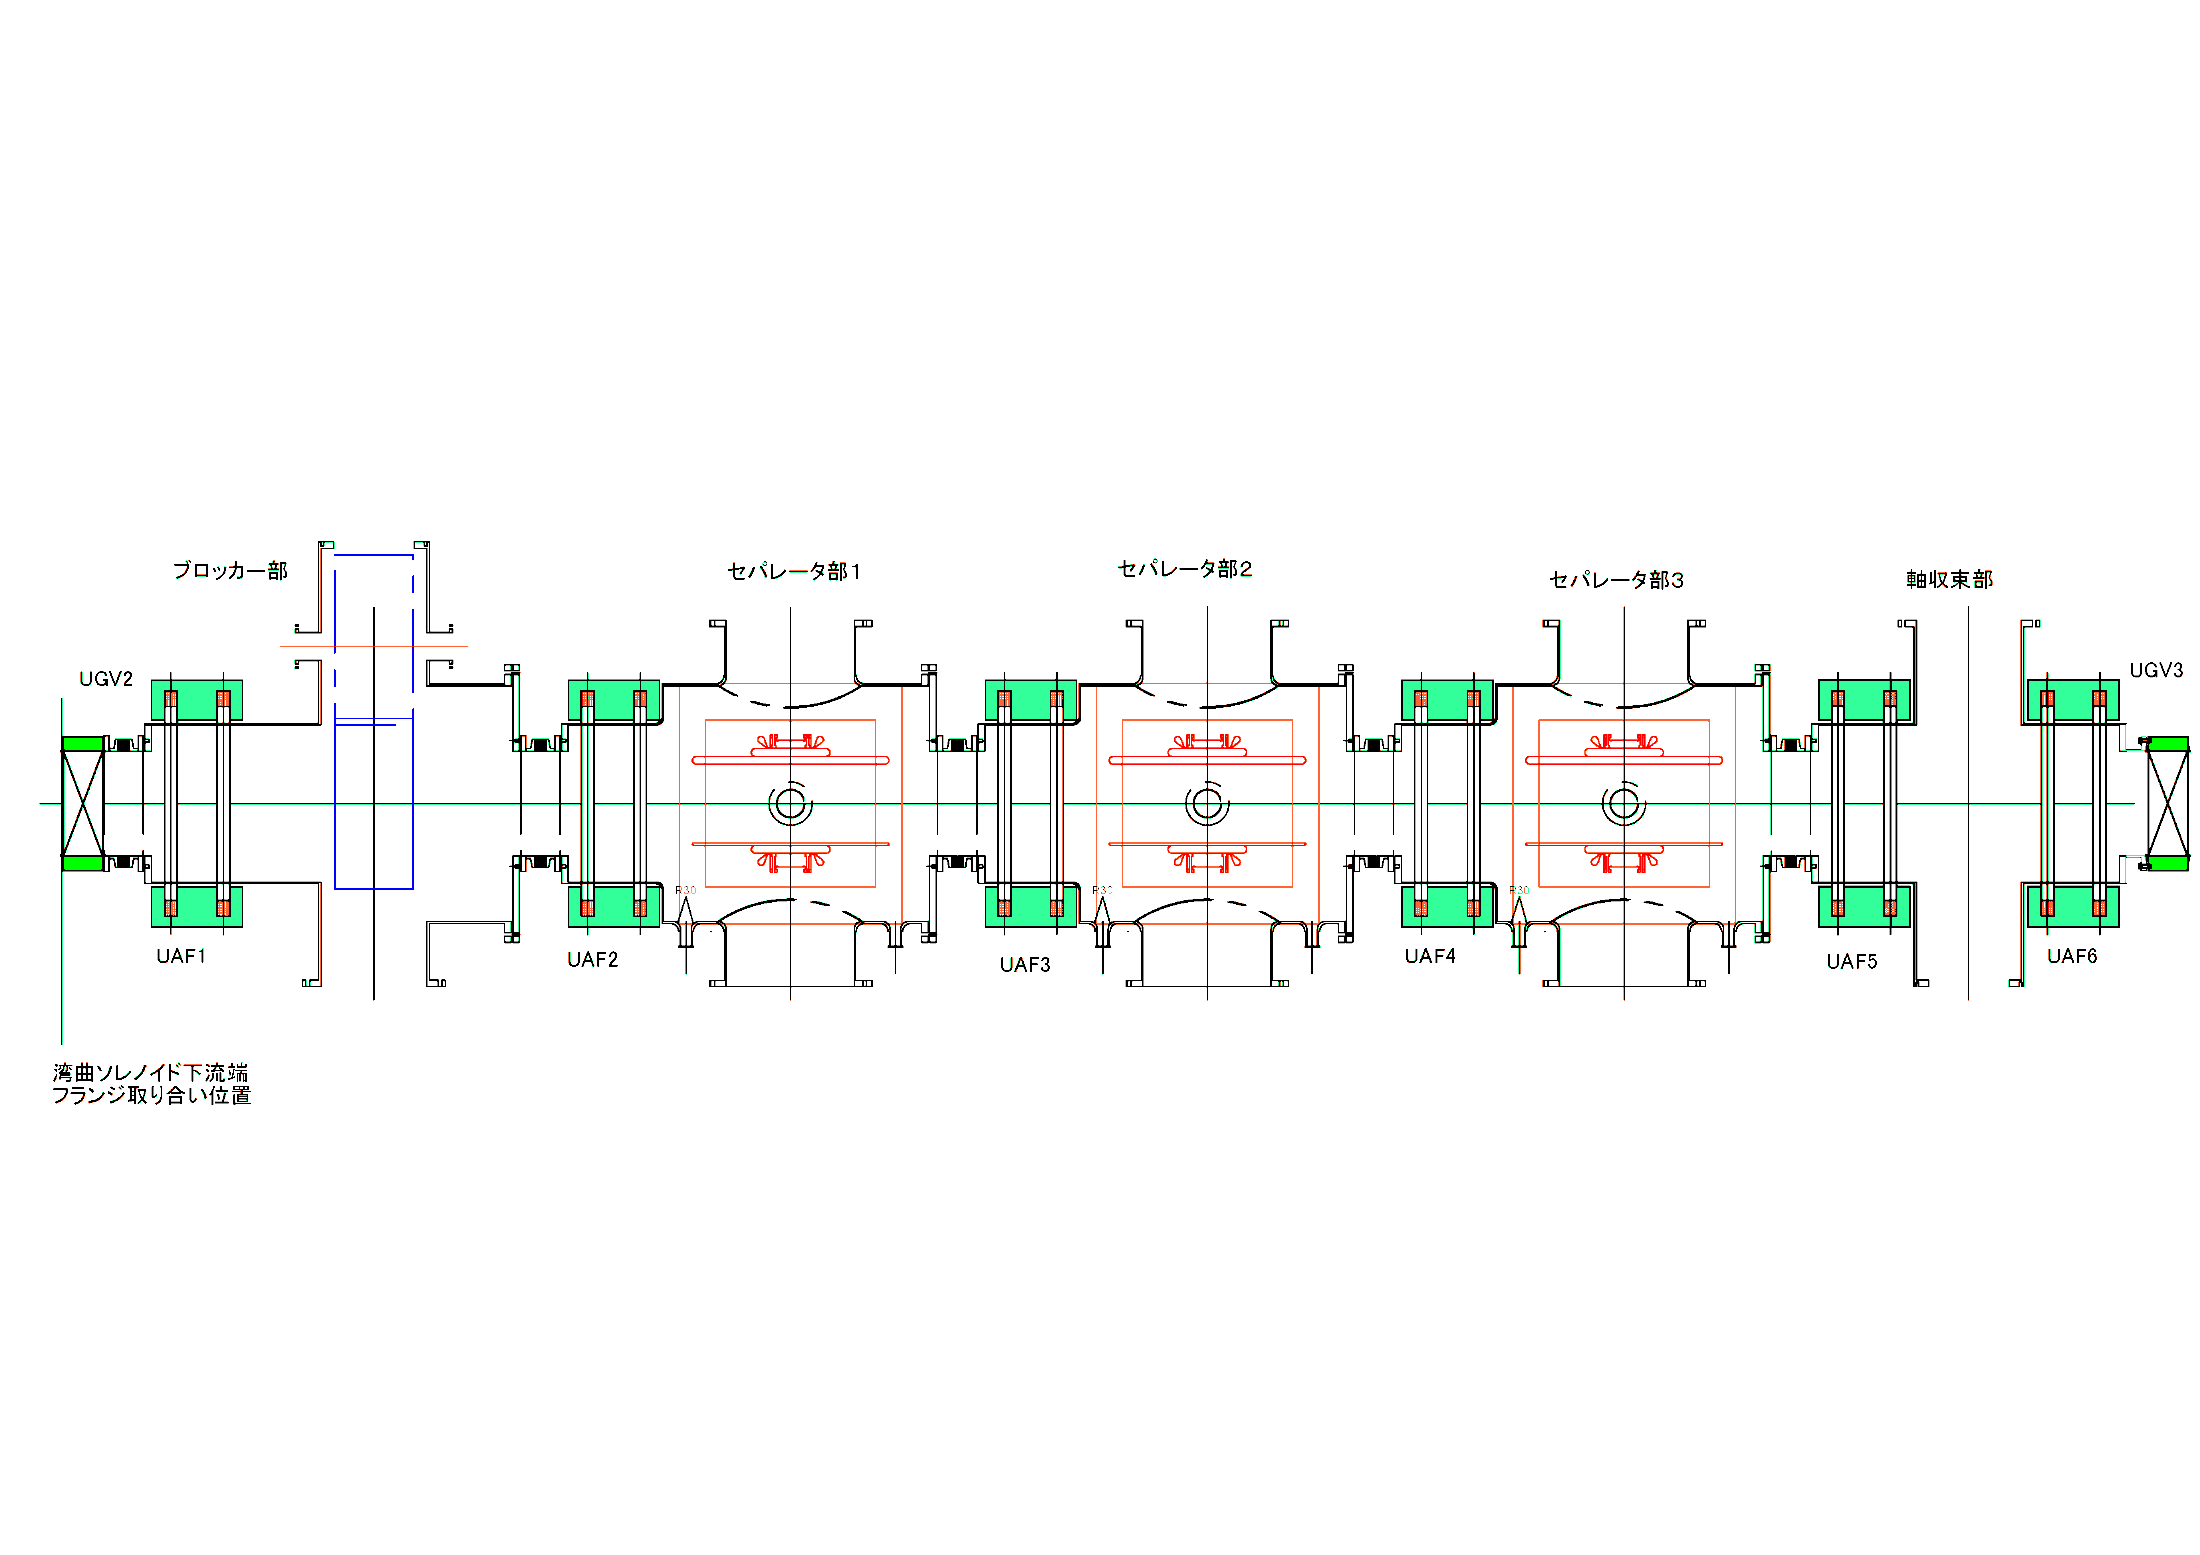 ブロッカー部
セパレータ部1
セパレータ部2
セパレータ部3
軸収束部
UGV2
UGV3
R30
R30
R30
UAF1
UAF2
UAF3
UAF4
UAF5
UAF6
湾曲ソレノイド下流端
フランジ取り合い位置